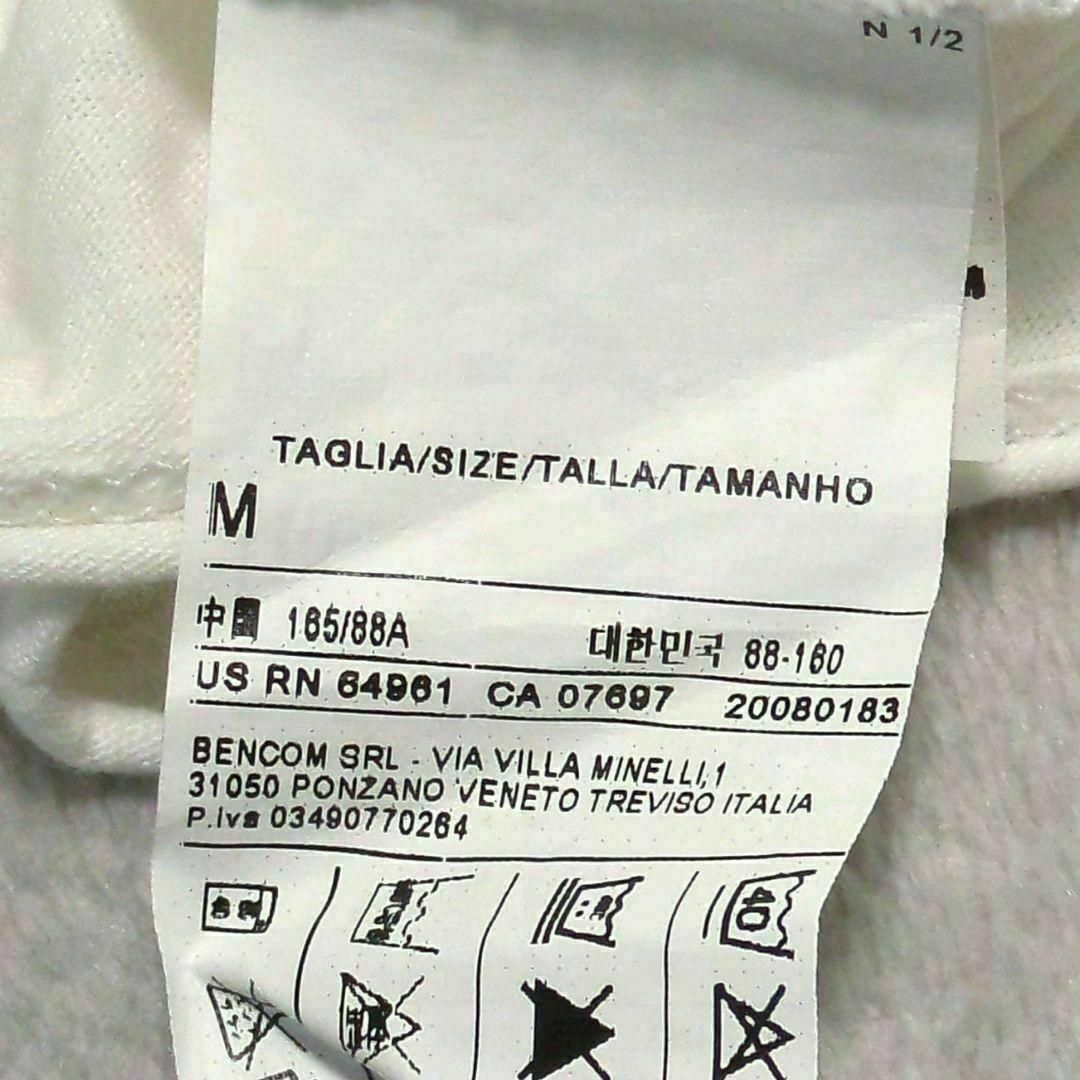 N 1/2
TAGLIA/SIZE/TALLA/TAMANHO
M
中國 165/88A 대한민국 88-160
US RN 64961 CA 07697 20080183
BENCOM SRL - VIA VILLA MINELLI,1
31050 PONZANO VENETO TREVISO ITALIA
P.Iva 03490770264